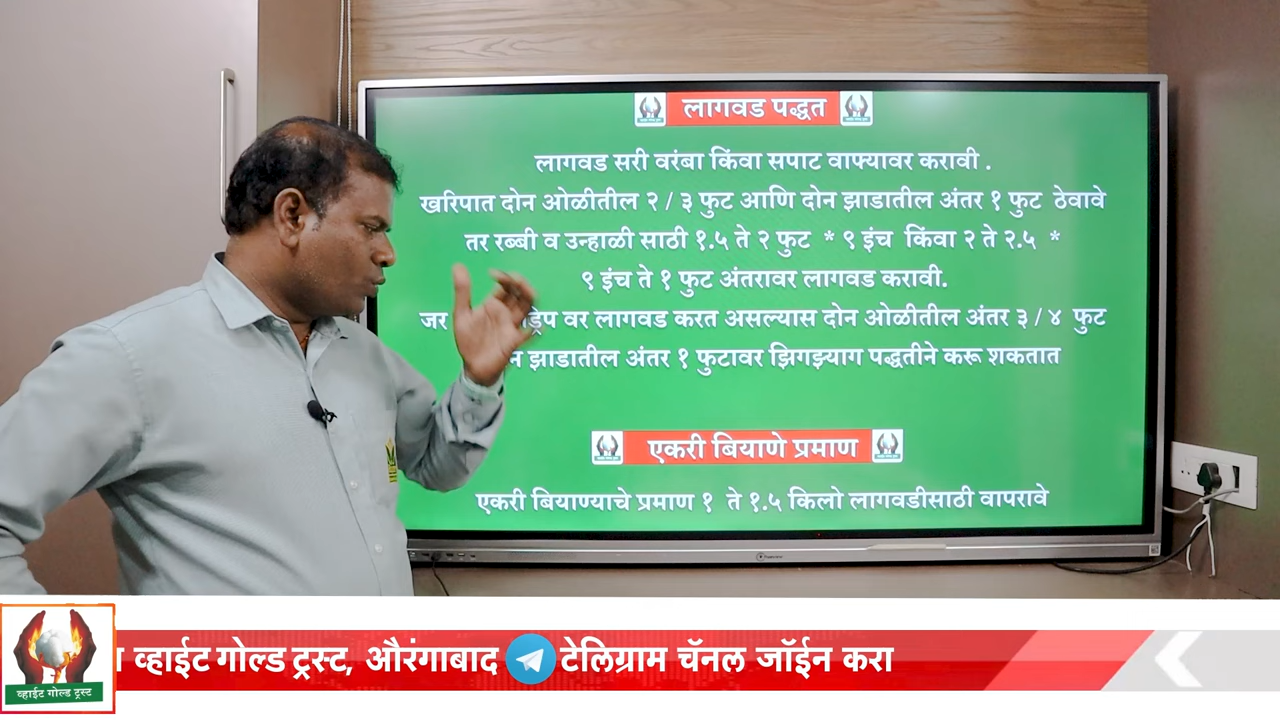 लागवड पद्धत
लागवड सरी वरंबा किंवा सपाट वाफ्यावर करावी .
खरिपात दोन ओळीतील २ / ३ फुट आणि दोन झाडातील अंतर १ फुट ठेवावे
तर रब्बी व उन्हाळी साठी १.५ ते २ फुट * ९ इंच किंवा २ ते २.५ *
९ इंच ते १ फुट अंतरावर लागवड करावी.
जर वर लागवड करत असल्यास दोन ओळीतील अंतर ३ / ४ फुट
झाडातील अंतर १ फुटावर झिगझ्याग पद्धतीने करू शकतात
एकरी बियाणे प्रमाण
एकरी बियाण्याचे प्रमाण १ ते १.५ किलो लागवडीसाठी वापरावे
व्हाईट गोल्ड ट्रस्ट, औरंगाबाद टेलिग्राम चॅनल जॉईन करा
व्हाईट गोल्ड ट्रस्ट